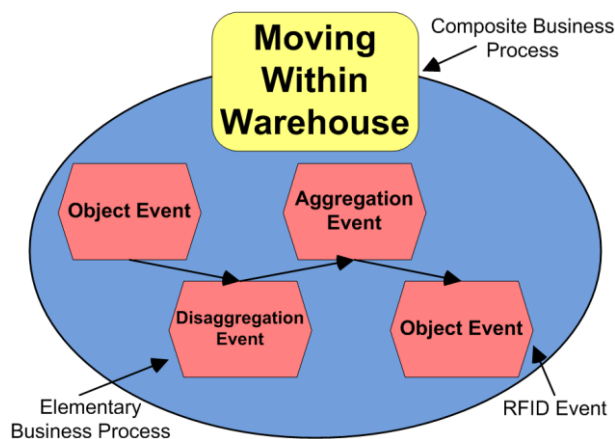 Moving
Within
Warehouse
Composite Business
Process
Object Event
Aggregation
Event
Disaggregation
Event
Object Event
Elementary
Business Process
RFID Event